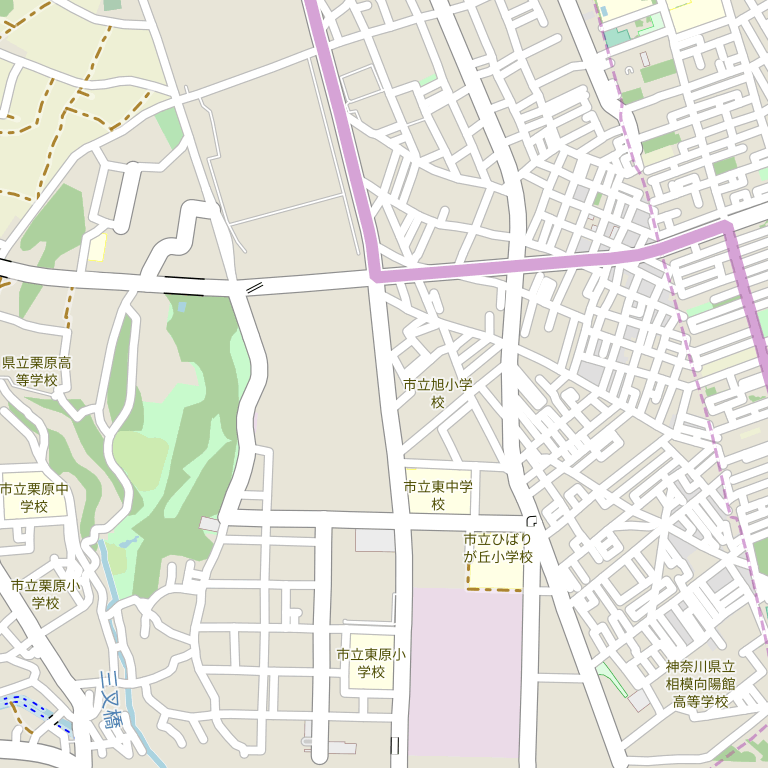 県立栗原高
等学校
市立旭小学
校
市立栗原中
学校
市立東中学
校
市立ひばり
が丘小学校
市立栗原小
学校
市立東原小
学校
神奈川県立
相模向陽館
高等学校
三叉橋